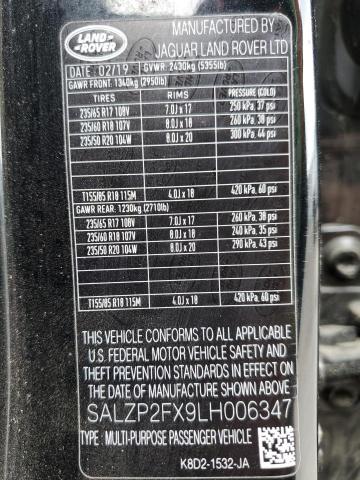 LAND-
-ROVER
MANUFACTURED BY
JAGUAR LAND ROVER LTD
DATE: 02/19 GVWR: 2430kg (5355lb)
GAWR FRONT: 1340kg (2950lb)
TIRES RIMS PRESSURE (COLD)
235/65 R17 108V 7.0J x 17 250 kPa, 37 psi
235/60 R18 107V 8.0J x 18 260 kPa, 38 psi
235/50 R20 104W 8.0J x 20 300 kPa, 44 psi
T155/85 R18 115M 4.0J x 18 420 kPa, 60 psi
GAWR REAR: 1230kg (2710lb)
235/65 R17 108V 7.0J x 17 260 kPa, 38 psi
235/60 R18 107V 8.0J x 18 240 kPa, 35 psi
235/50 R20 104W 8.0J x 20 290 kPa, 43 psi
T155/85 R18 115M 4.0J x 18 420 kPa, 60 psi
THIS VEHICLE CONFORMS TO ALL APPLICABLE
U.S. FEDERAL MOTOR VEHICLE SAFETY AND
THEFT PREVENTION STANDARDS IN EFFECT ON
THE DATE OF MANUFACTURE SHOWN ABOVE.
SALZP2FX9LH006347
TYPE: MULTI-PURPOSE PASSENGER VEHICLE
K8D2-1532-JA